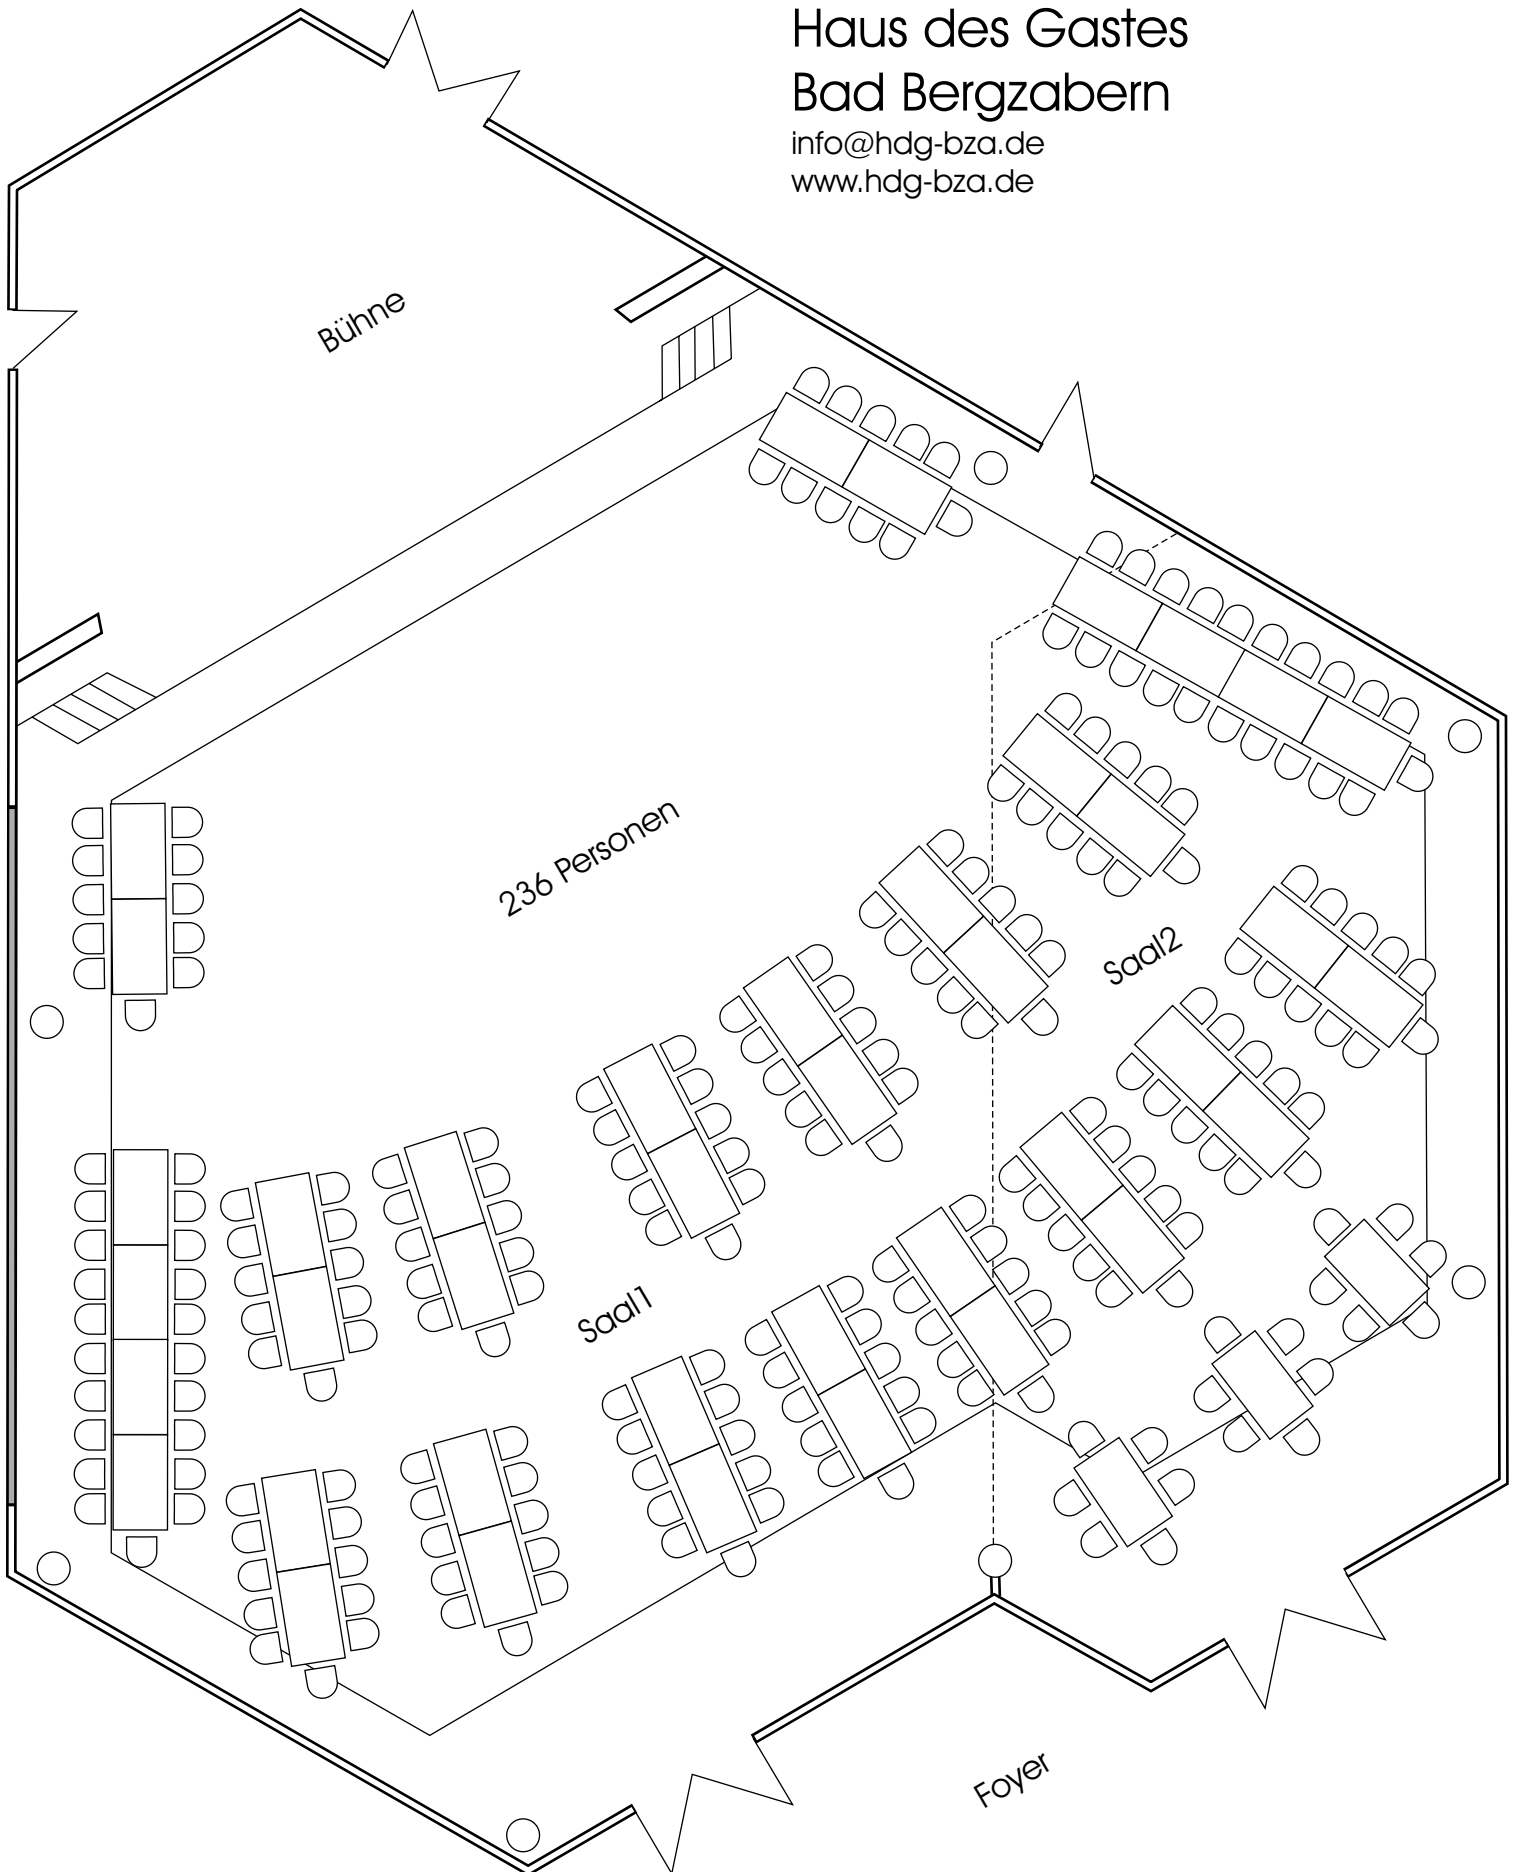 Haus des Gastes
Bad Bergzabern
info@hdg-bza.de
www.hdg-bza.de
Bühne
236 Personen
Saal2
Saal1
Foyer